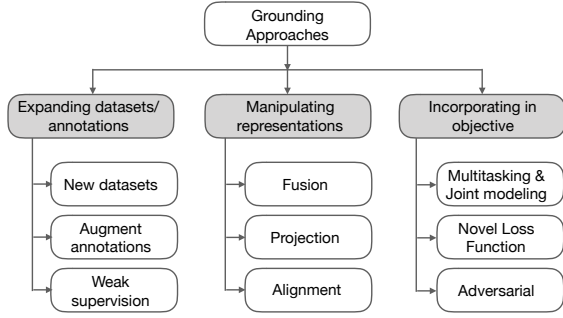 Grounding
Approaches
Expanding datasets/
annotations
New datasets
Augment
annotations
Weak
supervision
Manipulating
representations
Fusion
Projection
Alignment
Incorporating in
objective
Multitasking &
Joint modeling
Novel Loss
Function
Adversarial